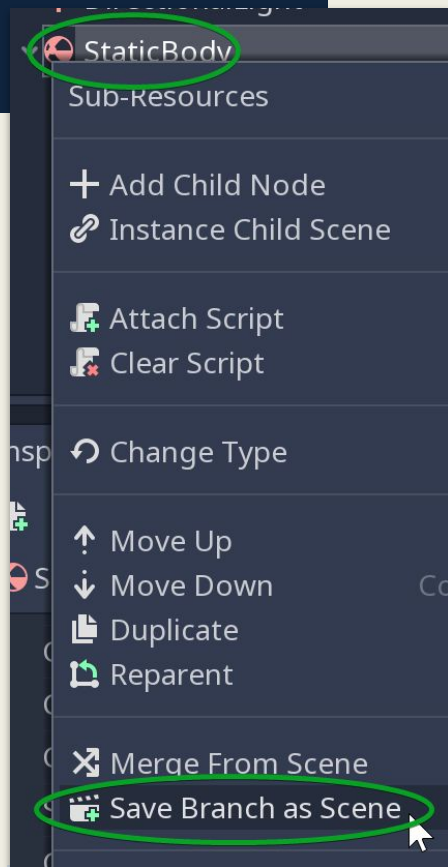 DirectionalLight
StaticBody
Sub-Resources
Add Child Node
Instance Child Scene
Attach Script
Clear Script
Change Type
Move Up
Move Down
Duplicate
Reparent
Merge From Scene
Save Branch as Scene